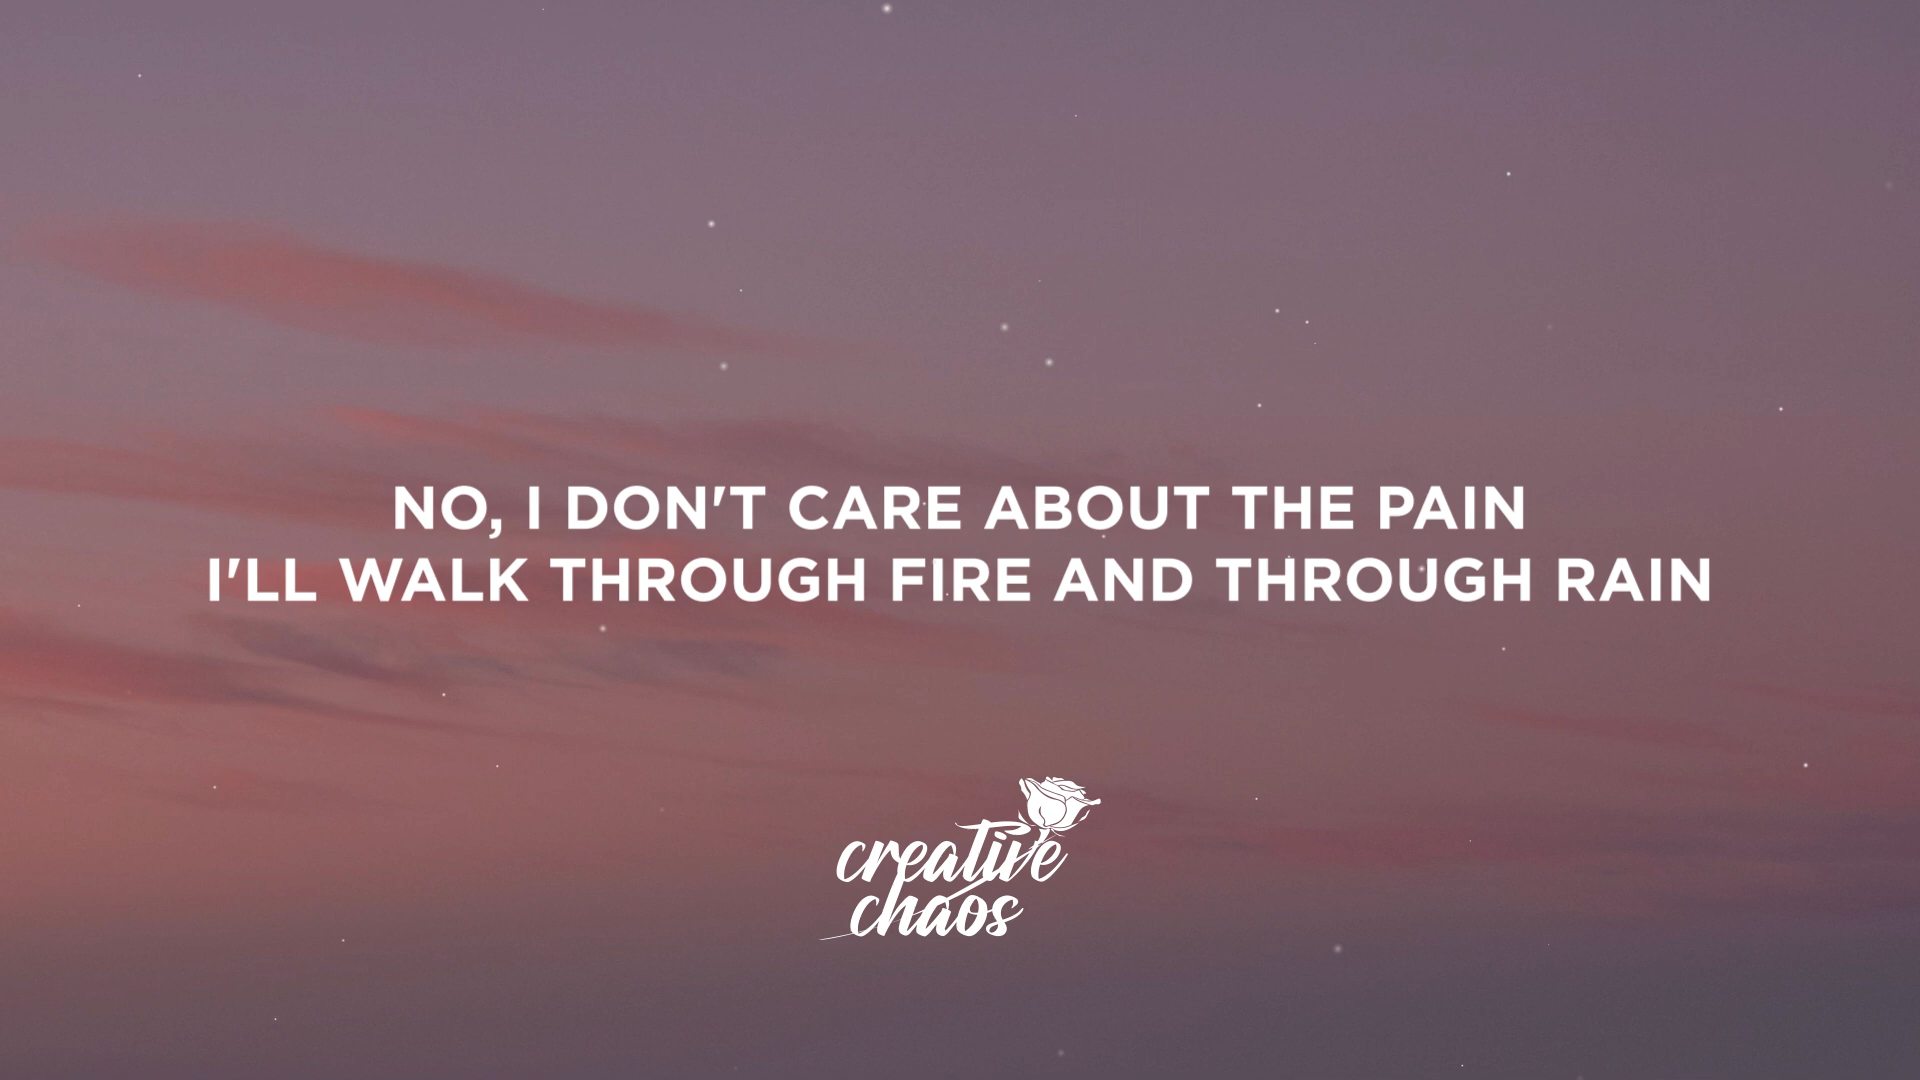 NO, I DON'T CARE ABOUT THE PAIN
I'LL WALK THROUGH FIRE AND THROUGH RAIN
creative
chaos